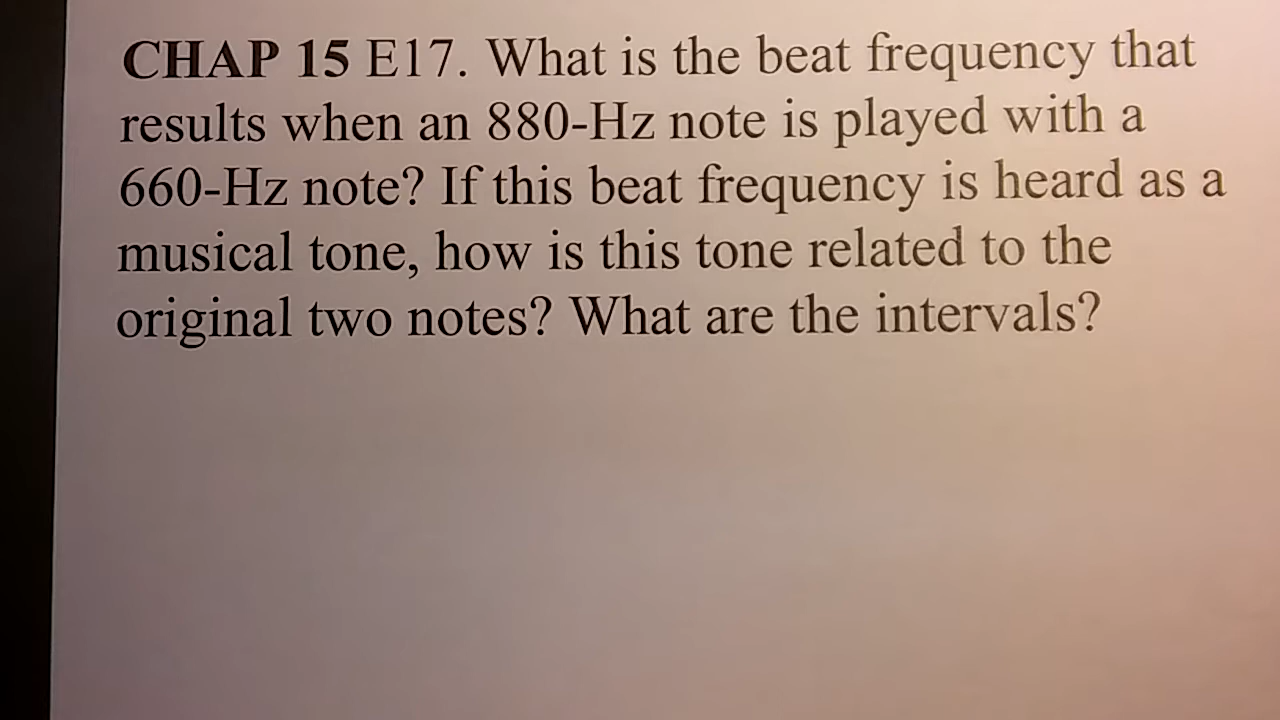 CHAP 15 E17. What is the beat frequency that
results when an 880-Hz note is played with a
660-Hz note? If this beat frequency is heard as a
musical tone, how is this tone related to the
original two notes? What are the intervals?